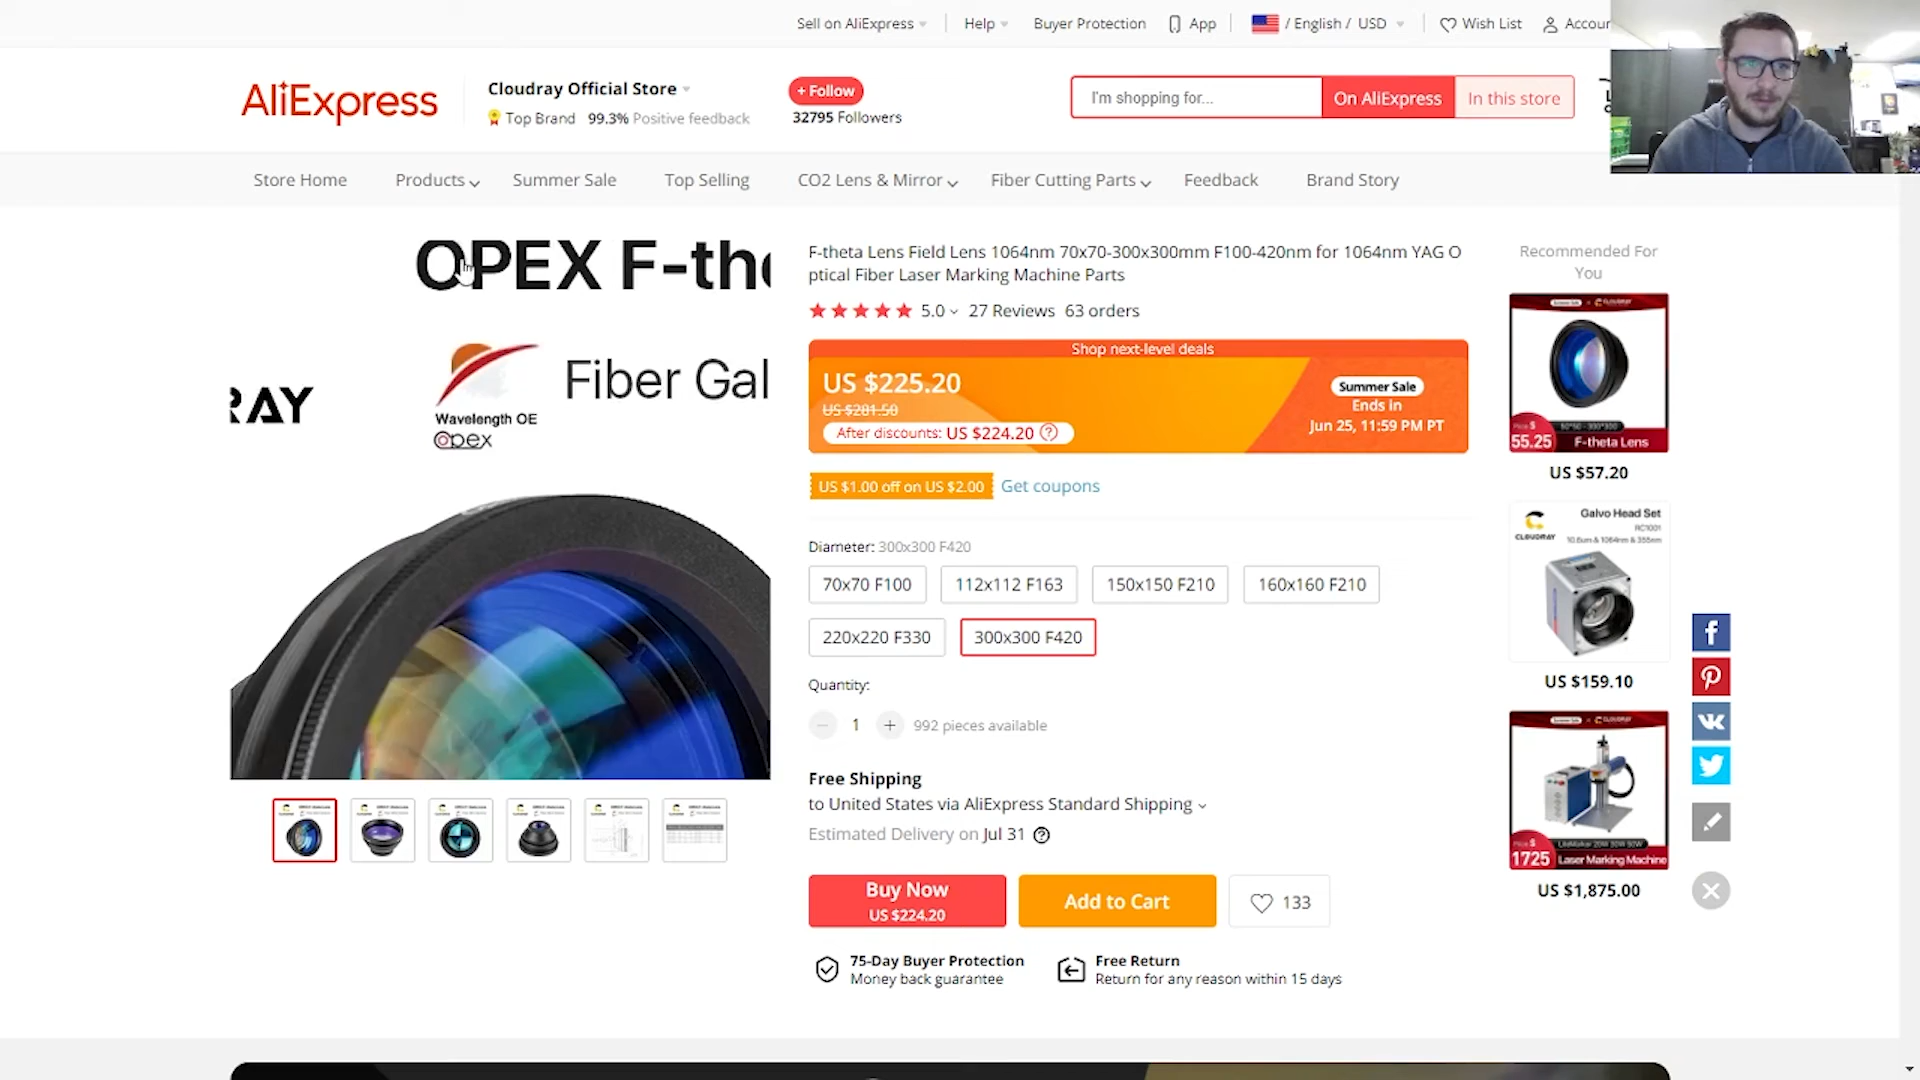 Sell on AliExpress
Help
Buyer Protection
App
/ English / USD
Wish List
AliExpress
Cloudray Official Store
Top Brand 99.3% Positive feedback
+ Follow
32795 Followers
I'm shopping for...
On AliExpress
In this store
Store Home
Products
Summer Sale
Top Selling
CO2 Lens & Mirror
Fiber Cutting Parts
Feedback
Brand Story
OPEX F-the
RAY
Wavelength OE
opex
Fiber Gal
F-theta Lens Field Lens 1064nm 70x70-300x300mm F100-420nm for 1064nm YAG O
ptical Fiber Laser Marking Machine Parts
5.0 27 Reviews 63 orders
Shop next-level deals
US $225.20
US $281.50
After discounts: US $224.20
Summer Sale
Ends in
Jun 25, 11:59 PM PT
US $1.00 off on US $2.00
Get coupons
Diameter: 300x300 F420
70x70 F100
112x112 F163
150x150 F210
160x160 F210
220x220 F330
300x300 F420
Quantity:
1
992 pieces available
Free Shipping
to United States via AliExpress Standard Shipping
Estimated Delivery on Jul 31
Buy Now
US $224.20
Add to Cart
133
75-Day Buyer Protection
Money back guarantee
Free Return
Return for any reason within 15 days
Recommended For
You
55.25
F-theta Lens
US $57.20
Galvo Head Set
RC1001
CLOUDRAY
10.6um & 1064nm & 355nm
US $159.10
1725
Laser Marking Machine
US $1,875.00